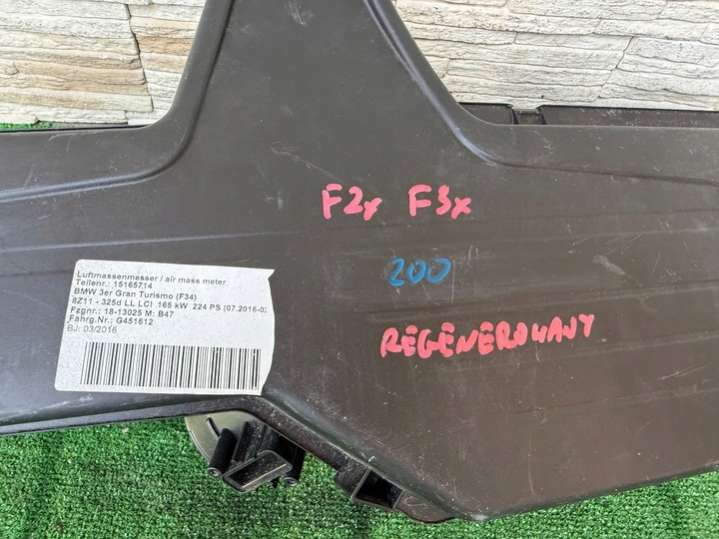 F2x F3x
200
REGENEROWANY
Luftmassenmesser / air mass meter
Teilenr.: 15165714
BMW 3er Gran Turismo (F34)
8Z11 - 325d LL LCI 165 kW 224 PS (07.2016-02
Fzgnr.: 18-13025 M: B47
Fahrg.Nr.: G451612
BJ: 03/2016